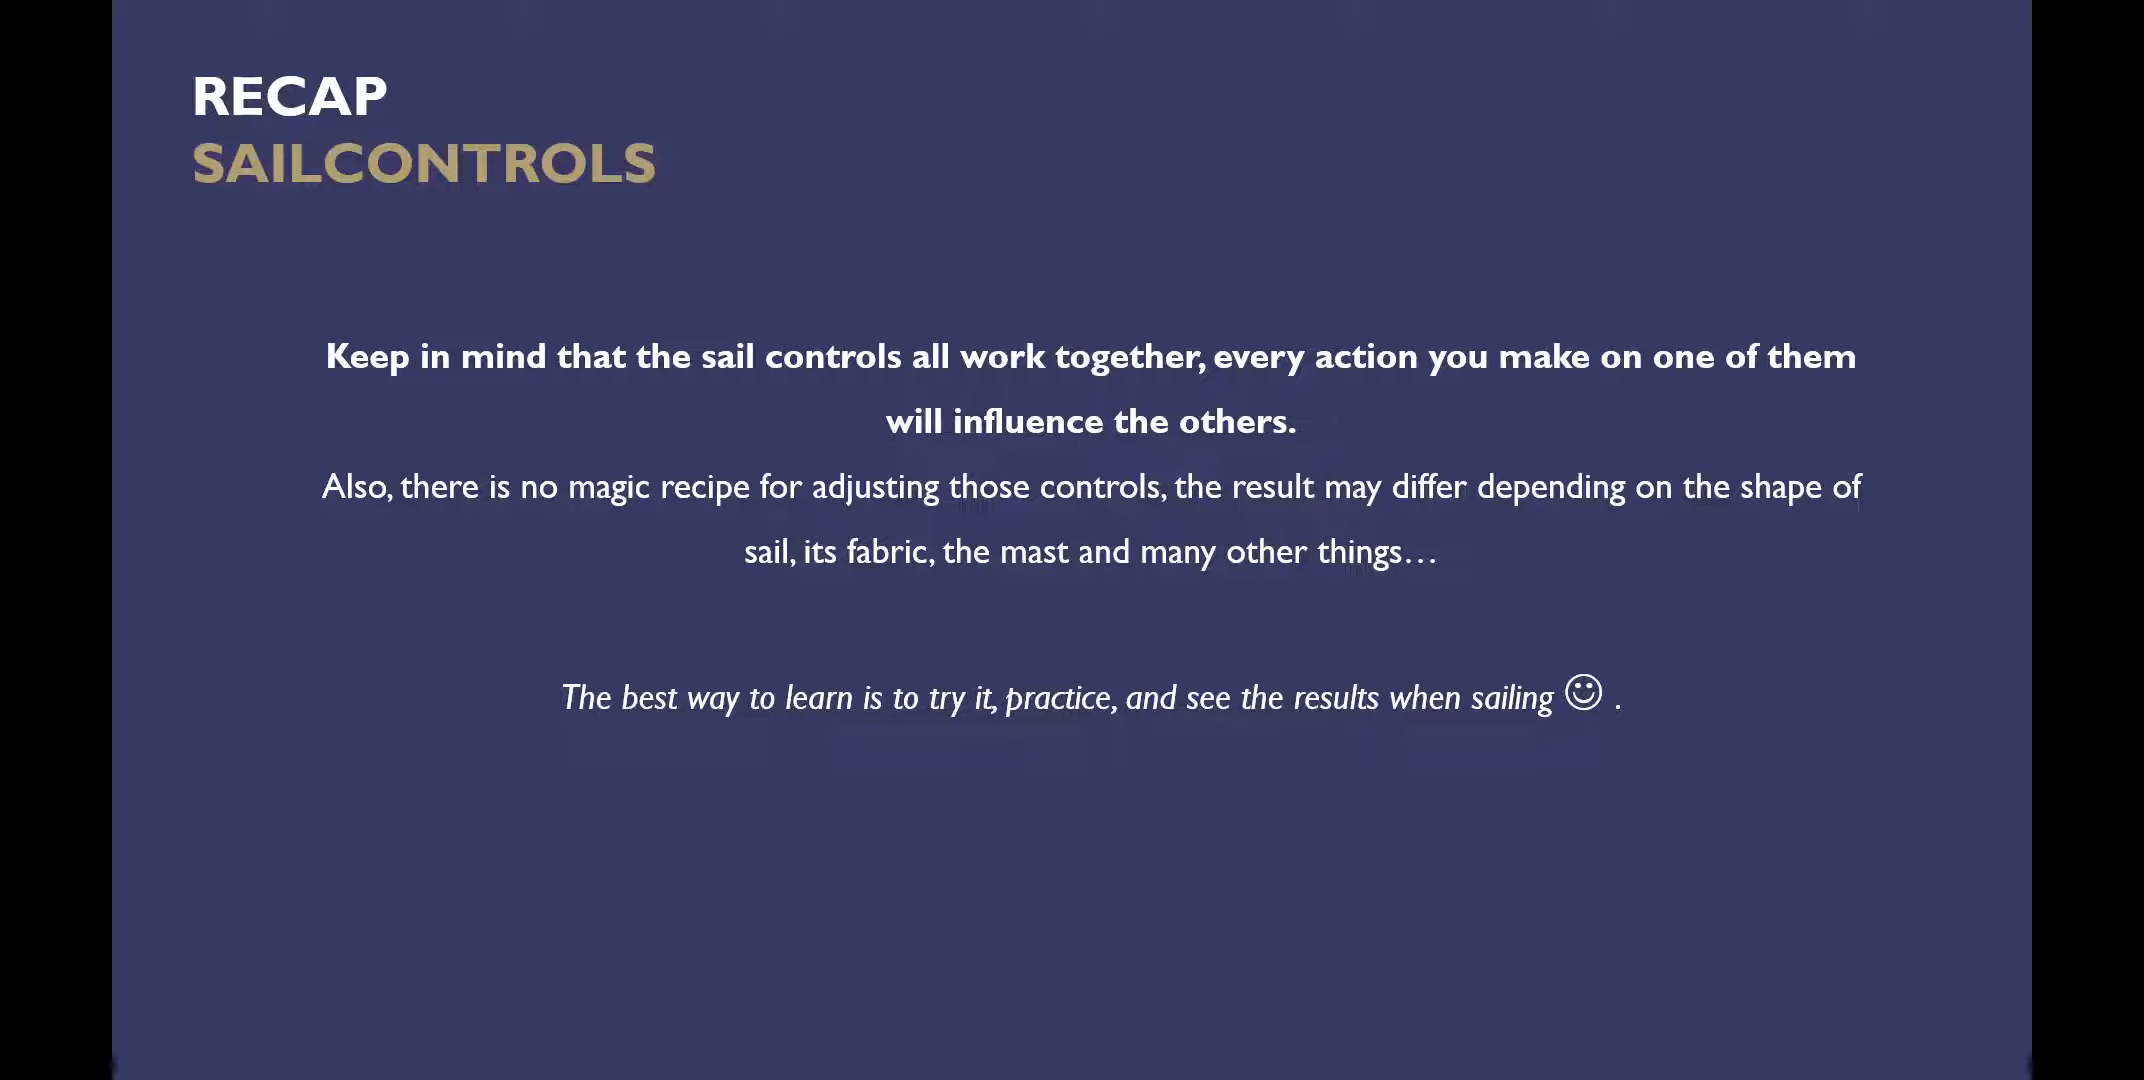 RECAP
SAILCONTROLS
Keep in mind that the sail controls all work together, every action you make on one of them
will influence the others.
Also, there is no magic recipe for adjusting those controls, the result may differ depending on the shape of
sail, its fabric, the mast and many other things…
The best way to learn is to try it, practice, and see the results when sailing ☺ .